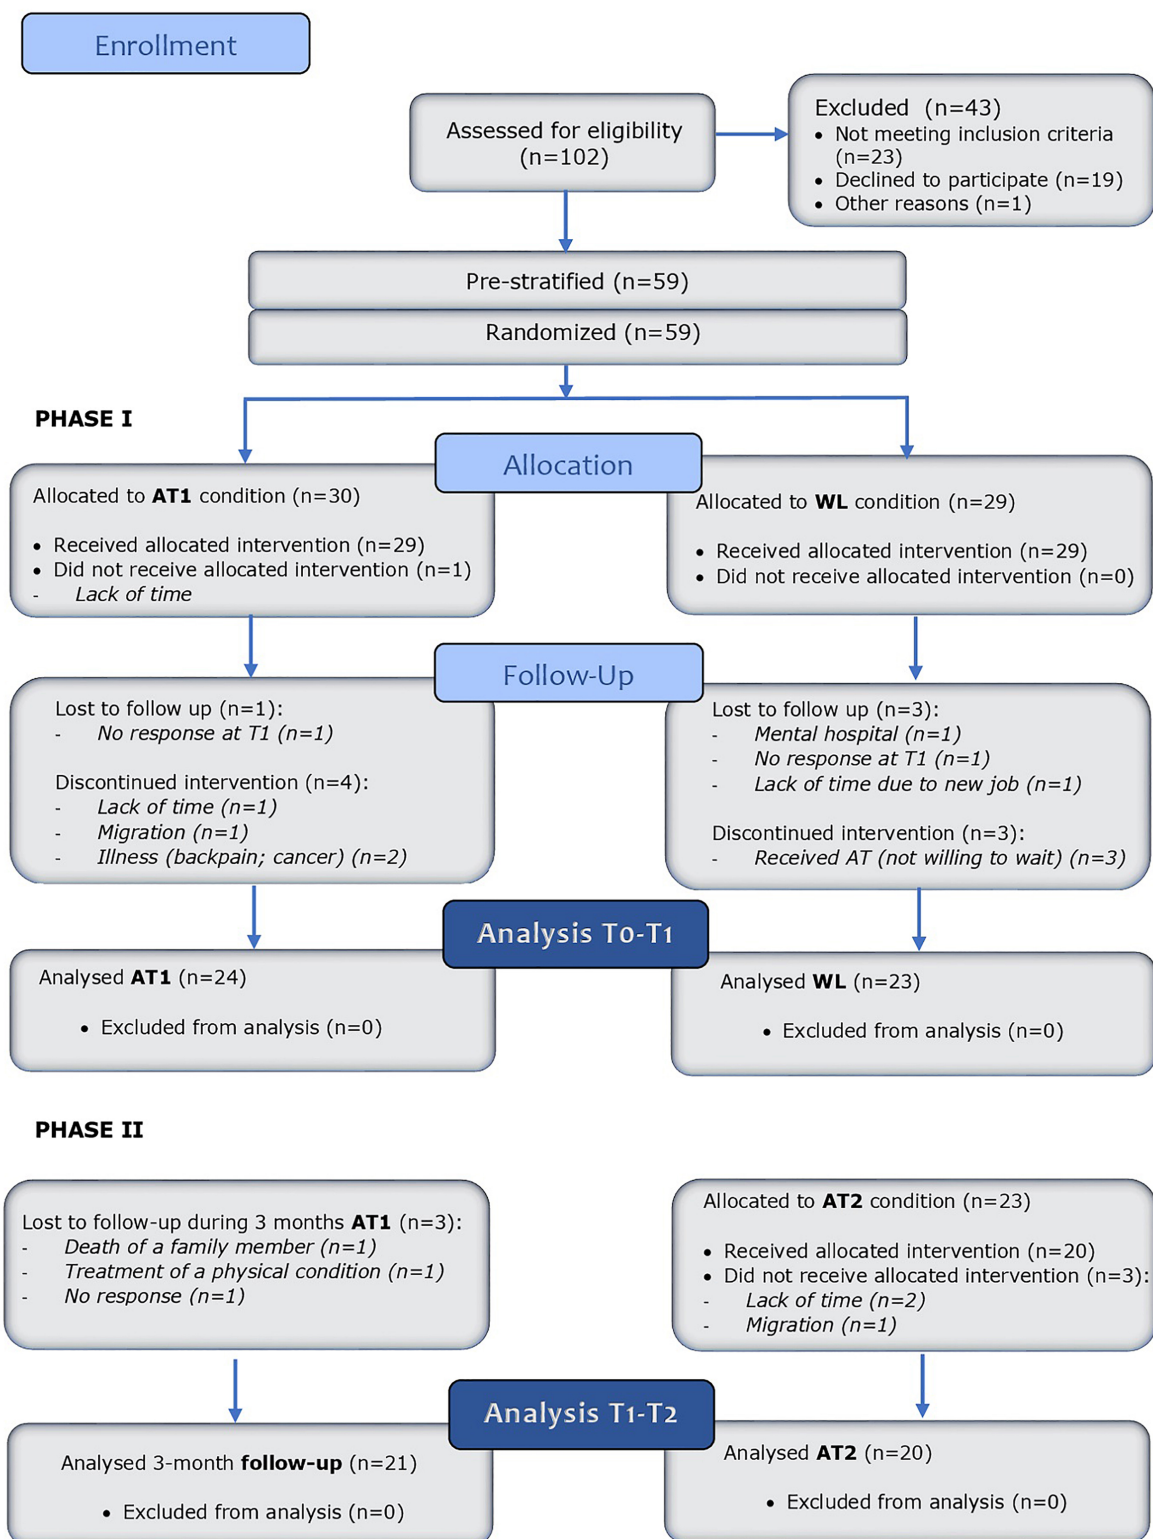 Enrollment
Assessed for eligibility
(n=102)
Excluded (n=43)
• Not meeting inclusion criteria
(n=23)
• Declined to participate (n=19)
• Other reasons (n=1)
Pre-stratified (n=59)
Randomized (n=59)
PHASE I
Allocation
Allocated to AT1 condition (n=30)
• Received allocated intervention (n=29)
• Did not receive allocated intervention (n=1)
- Lack of time
Allocated to WL condition (n=29)
• Received allocated intervention (n=29)
• Did not receive allocated intervention (n=0)
Follow-Up
Lost to follow up (n=1):
- No response at T1 (n=1)
Discontinued intervention (n=4):
- Lack of time (n=1)
- Migration (n=1)
- Illness (backpain; cancer) (n=2)
Lost to follow up (n=3):
- Mental hospital (n=1)
- No response at T1 (n=1)
- Lack of time due to new job (n=1)
Discontinued intervention (n=3):
- Received AT (not willing to wait) (n=3)
Analysis T0-T1
Analysed AT1 (n=24)
• Excluded from analysis (n=0)
Analysed WL (n=23)
• Excluded from analysis (n=0)
PHASE II
Lost to follow-up during 3 months AT1 (n=3):
- Death of a family member (n=1)
- Treatment of a physical condition (n=1)
- No response (n=1)
Allocated to AT2 condition (n=23)
• Received allocated intervention (n=20)
• Did not receive allocated intervention (n=3):
- Lack of time (n=2)
- Migration (n=1)
Analysis T1-T2
Analysed 3-month follow-up (n=21)
• Excluded from analysis (n=0)
Analysed AT2 (n=20)
• Excluded from analysis (n=0)